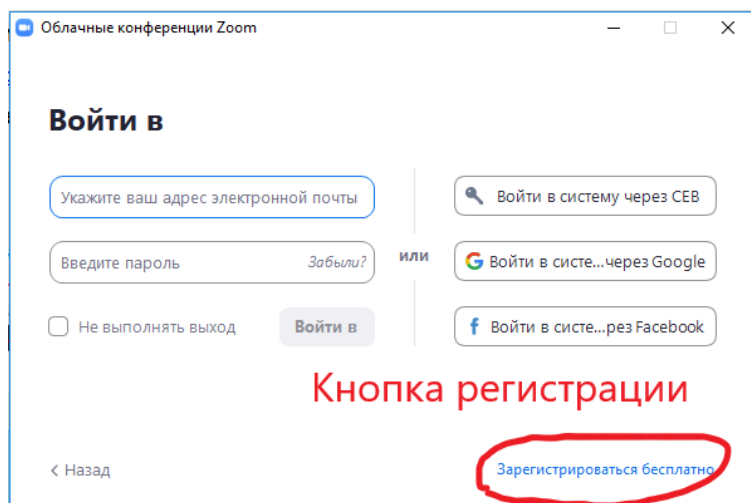 Облачные конференции Zoom
Войти в
Укажите ваш адрес электронной почты
Введите пароль Забыли?
Не выполнять выход Войти в
или
Войти в систему через СЕВ
Войти в систе...через Google
Войти в систе...рез Facebook
Кнопка регистрации
< Назад
Зарегистрироваться бесплатно